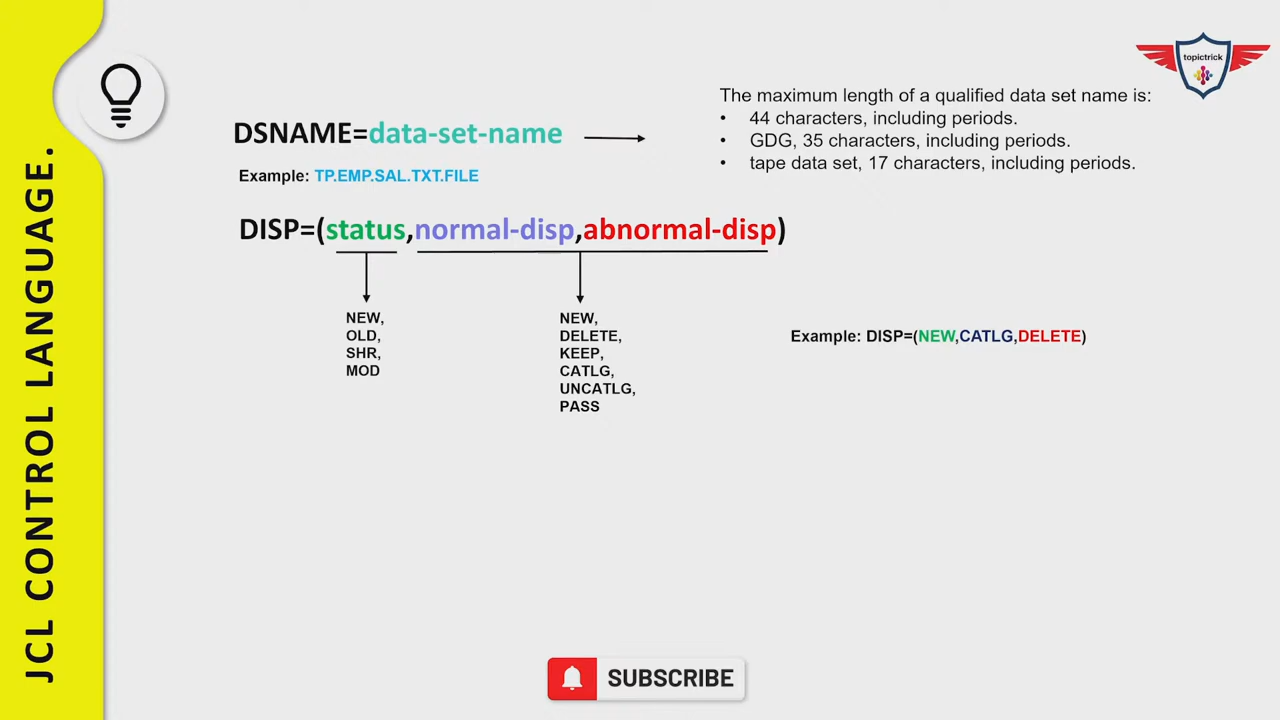 JCL CONTROL LANGUAGE.
topictrick
The maximum length of a qualified data set name is:
• 44 characters, including periods.
• GDG, 35 characters, including periods.
• tape data set, 17 characters, including periods.
DSNAME=data-set-name
Example: TP.EMP.SAL.TXT.FILE
DISP=(status,normal-disp,abnormal-disp)
NEW,
OLD,
SHR,
MOD
NEW,
DELETE,
KEEP,
CATLG,
UNCATLG,
PASS
Example: DISP=(NEW,CATLG,DELETE)
SUBSCRIBE